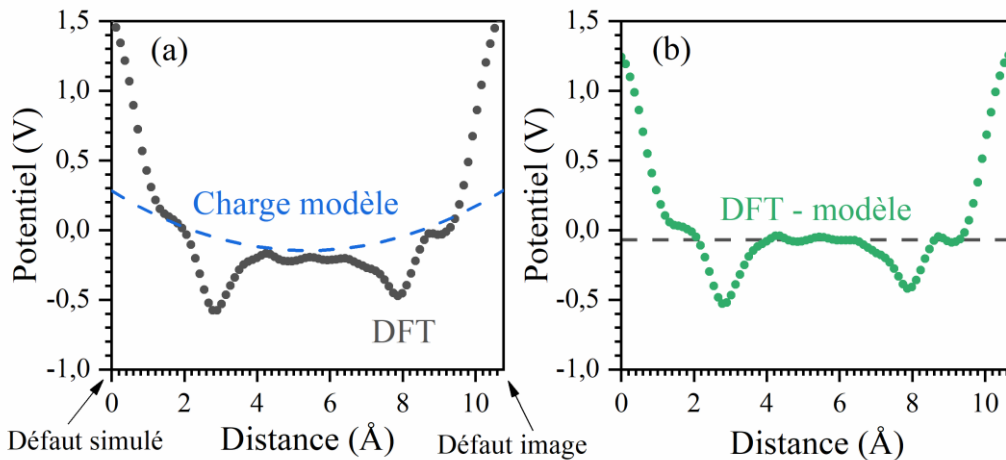 (a)
1,5
1,0
0,5
0,0
-0,5
-1,0
Potentiel (V)
Charge modèle
DFT
0 2 4 6 8 10
Distance (Å)
Défaut simulé
Défaut image
(b)
1,5
1,0
0,5
0,0
-0,5
-1,0
Potentiel (V)
DFT - modèle
0 2 4 6 8 10
Distance (Å)